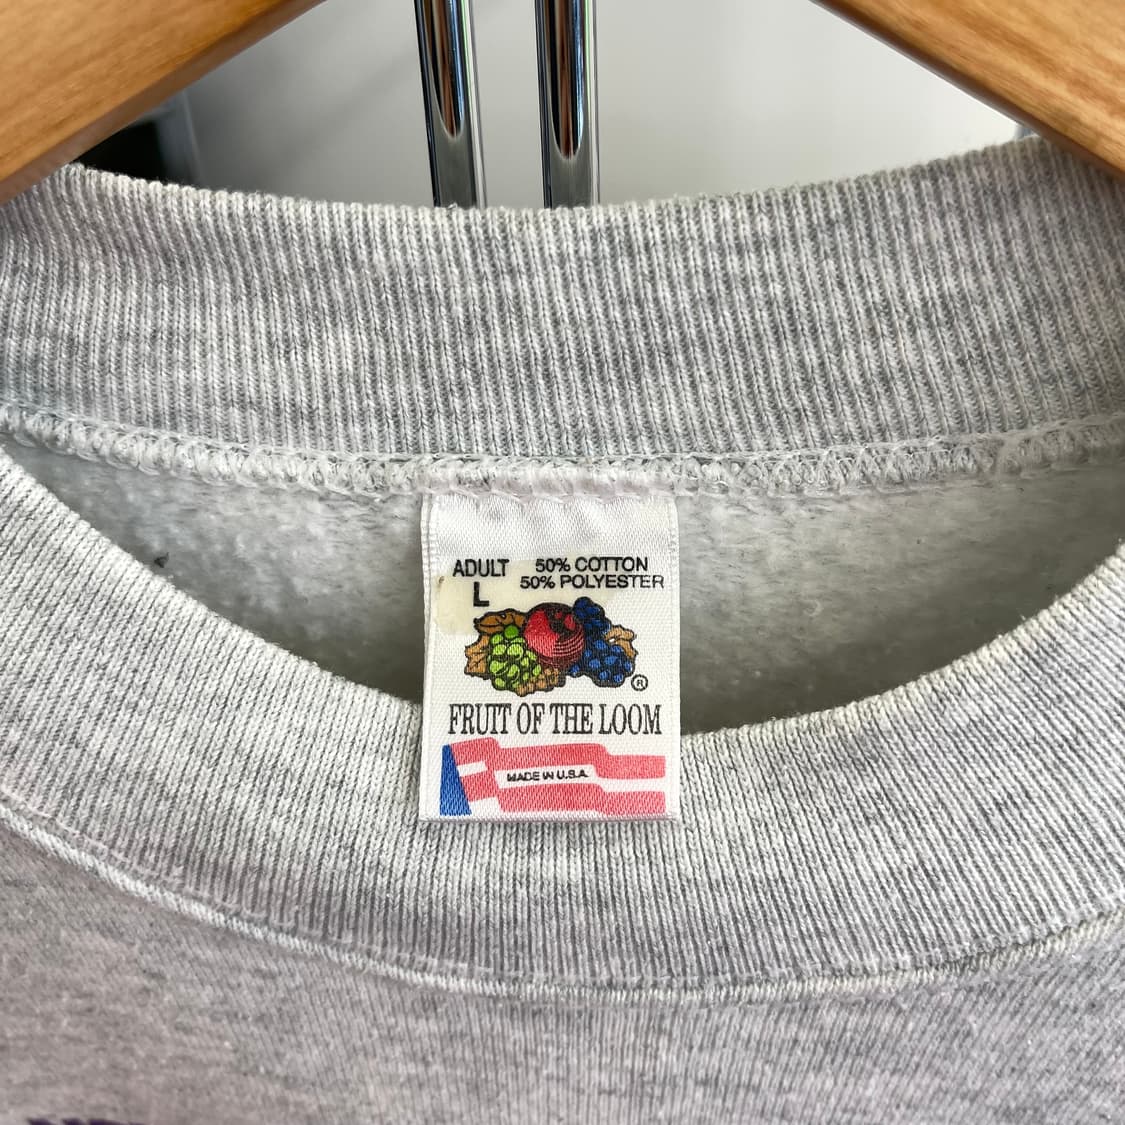 ADULT
L
50% COTTON
50% POLYESTER
®
FRUIT OF THE LOOM
MADE IN U.S.A.